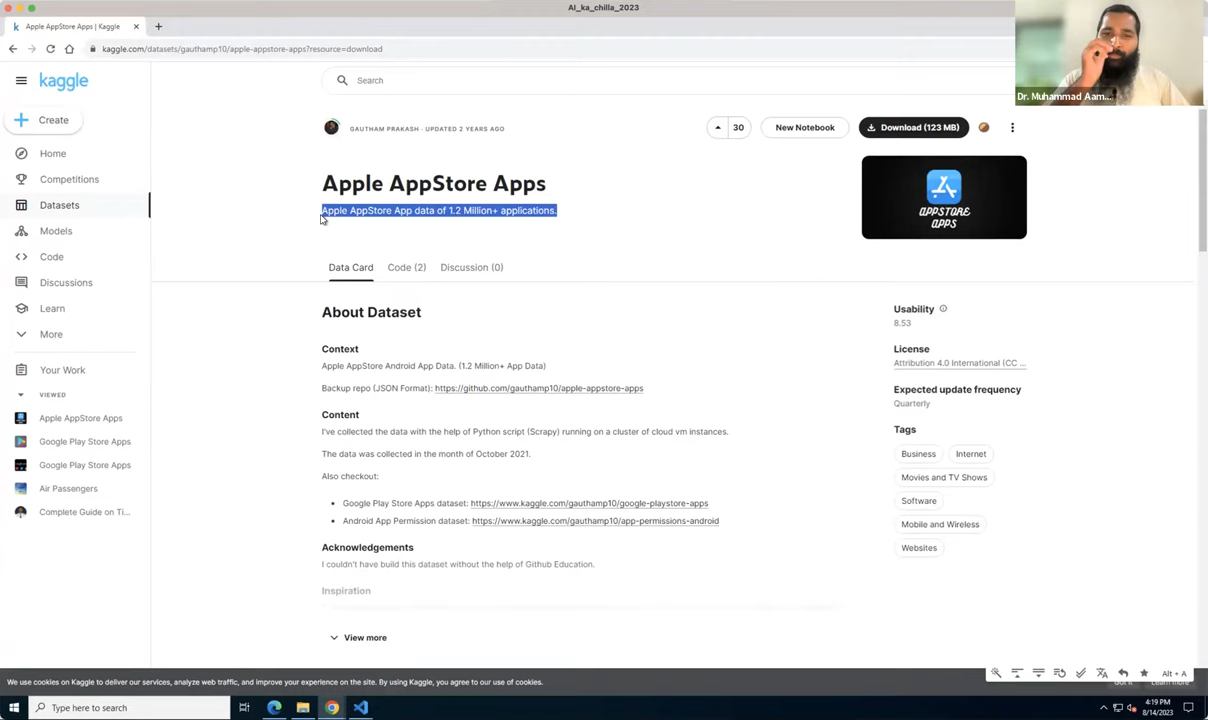 AI_ka_chilla_2023
Apple AppStore Apps | Kaggle
kaggle.com/datasets/gauthamp10/apple-appstore-apps?resource=download
Dr. Muhammad Aam...
kaggle
Search
Create
Home
Competitions
Datasets
Models
Code
Discussions
Learn
More
Your Work
VIEWED
Apple AppStore Apps
Google Play Store Apps
Google Play Store Apps
Air Passengers
Complete Guide on Ti...
GAUTHAM PRAKASH · UPDATED 2 YEARS AGO
30
New Notebook
Download (123 MB)
Apple AppStore Apps
Apple AppStore App data of 1.2 Million+ applications.
APPSTORE
APPS
Data Card
Code (2)
Discussion (0)
About Dataset
Context
Apple AppStore Android App Data. (1.2 Million+ App Data)
Backup repo (JSON Format): https://github.com/gauthamp10/apple-appstore-apps
Content
I've collected the data with the help of Python script (Scrapy) running on a cluster of cloud vm instances.
The data was collected in the month of October 2021.
Also checkout:
• Google Play Store Apps dataset: https://www.kaggle.com/gauthamp10/google-playstore-apps
• Android App Permission dataset: https://www.kaggle.com/gauthamp10/app-permissions-android
Acknowledgements
I couldn't have build this dataset without the help of Github Education.
Inspiration
View more
Usability
8.53
License
Attribution 4.0 International (CC ...
Expected update frequency
Quarterly
Tags
Business
Internet
Movies and TV Shows
Software
Mobile and Wireless
Websites
Alt + A
We use cookies on Kaggle to deliver our services, analyze web traffic, and improve your experience on the site. By using Kaggle, you agree to our use of cookies.
Got it
Learn more
Type here to search
4:19 PM
8/14/2023